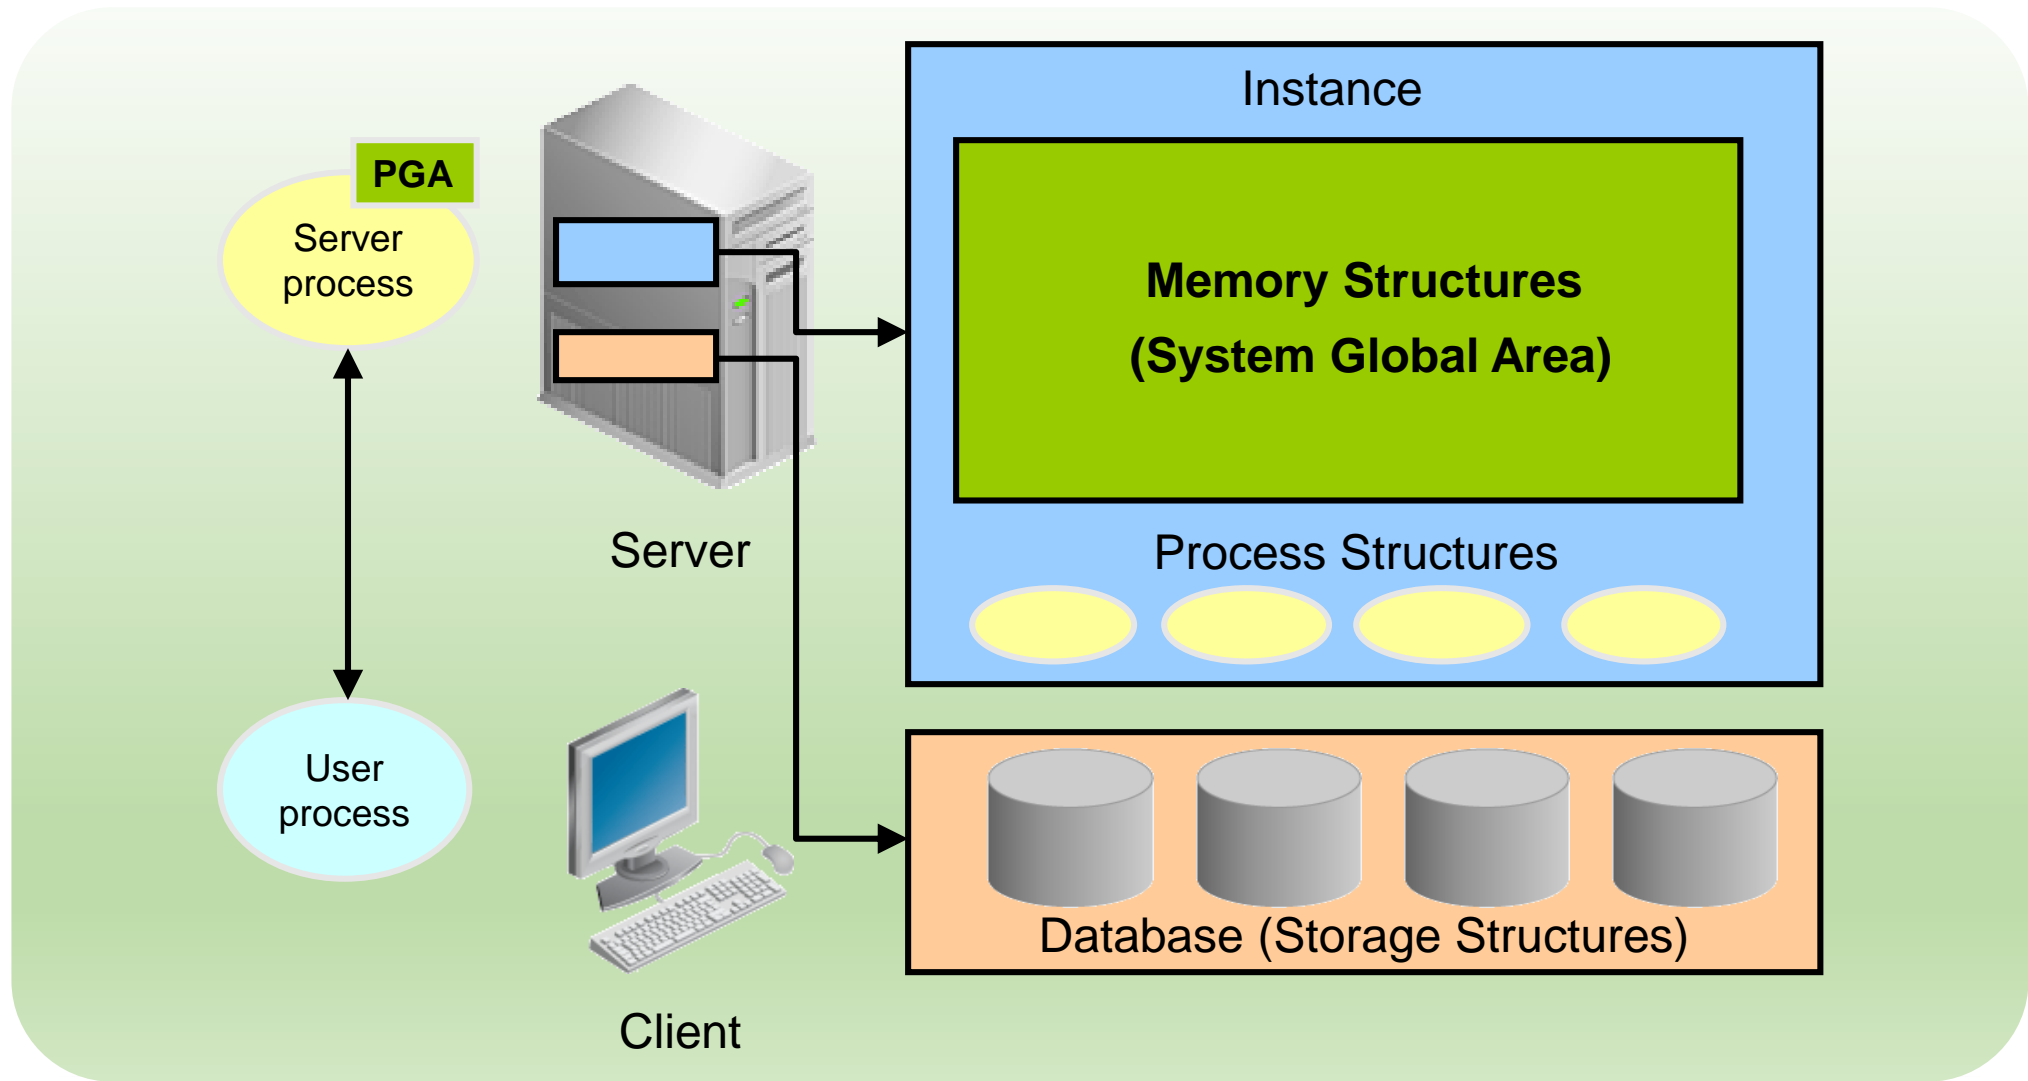 Instance
PGA
Server
process
Memory Structures
(System Global Area)
Server
Process Structures
User
process
Database (Storage Structures)
Client